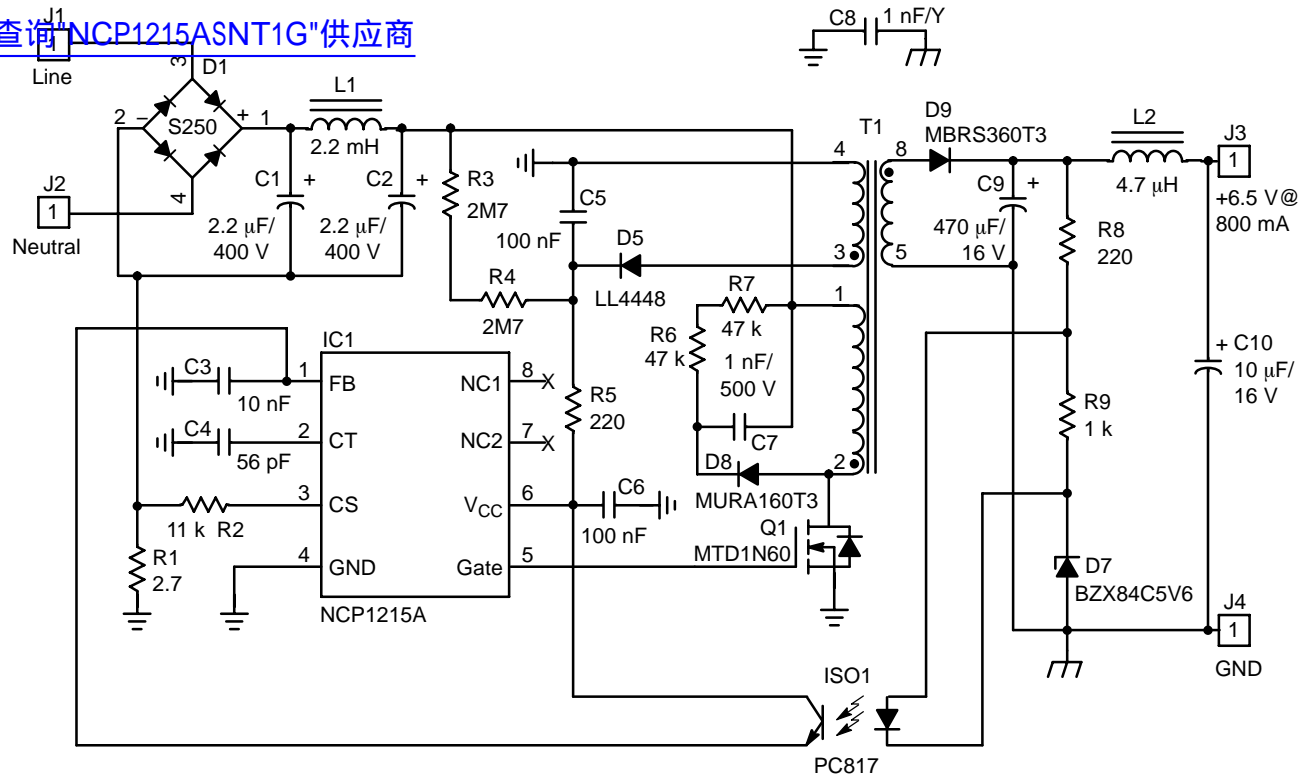 查询"NCP1215ASNT1G"供应商
J1
1
Line
3
D1
2
−
S250
+
1
4
J2
1
Neutral
L1
2.2 mH
C1
+
2.2 μF/
400 V
C2
+
2.2 μF/
400 V
R3
2M7
R4
2M7
C5
100 nF
D5
LL4448
R5
220
C8
1 nF/Y
T1
4
3
1
2
8
5
D9
MBRS360T3
C9
+
470 μF/
16 V
L2
4.7 μH
J3
1
+6.5 V@
800 mA
R8
220
R7
47 k
R6
47 k
1 nF/
500 V
C7
D8
MURA160T3
Q1
MTD1N60
+ C10
10 μF/
16 V
R9
1 k
D7
BZX84C5V6
J4
1
GND
IC1
C3
10 nF
1
FB
C4
56 pF
2
CT
11 k R2
3
CS
4
GND
NC1
8
X
NC2
7
X
VCC
6
Gate
5
NCP1215A
C6
100 nF
R1
2.7
ISO1
PC817